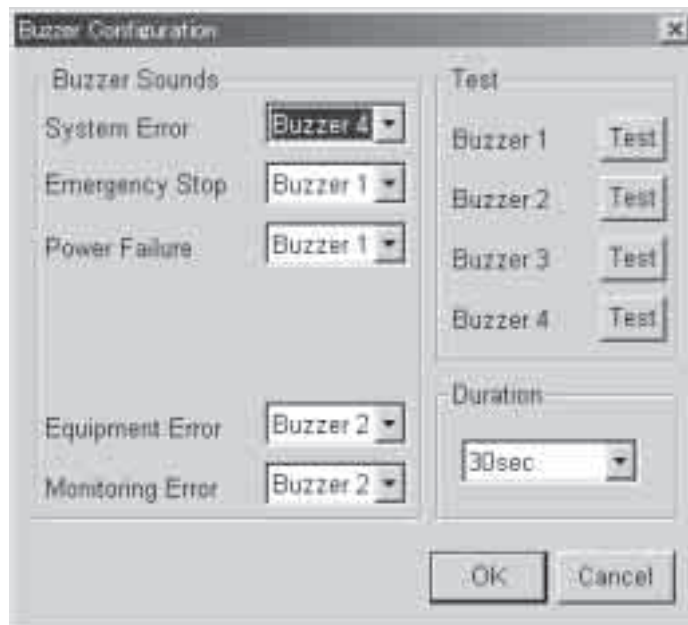 Buzzer Configuration
Buzzer Sounds
System Error Buzzer 4
Emergency Stop Buzzer 1
Power Failure Buzzer 1
Equipment Error Buzzer 2
Monitoring Error Buzzer 2
Test
Buzzer 1 Test
Buzzer 2 Test
Buzzer 3 Test
Buzzer 4 Test
Duration
30sec
OK Cancel